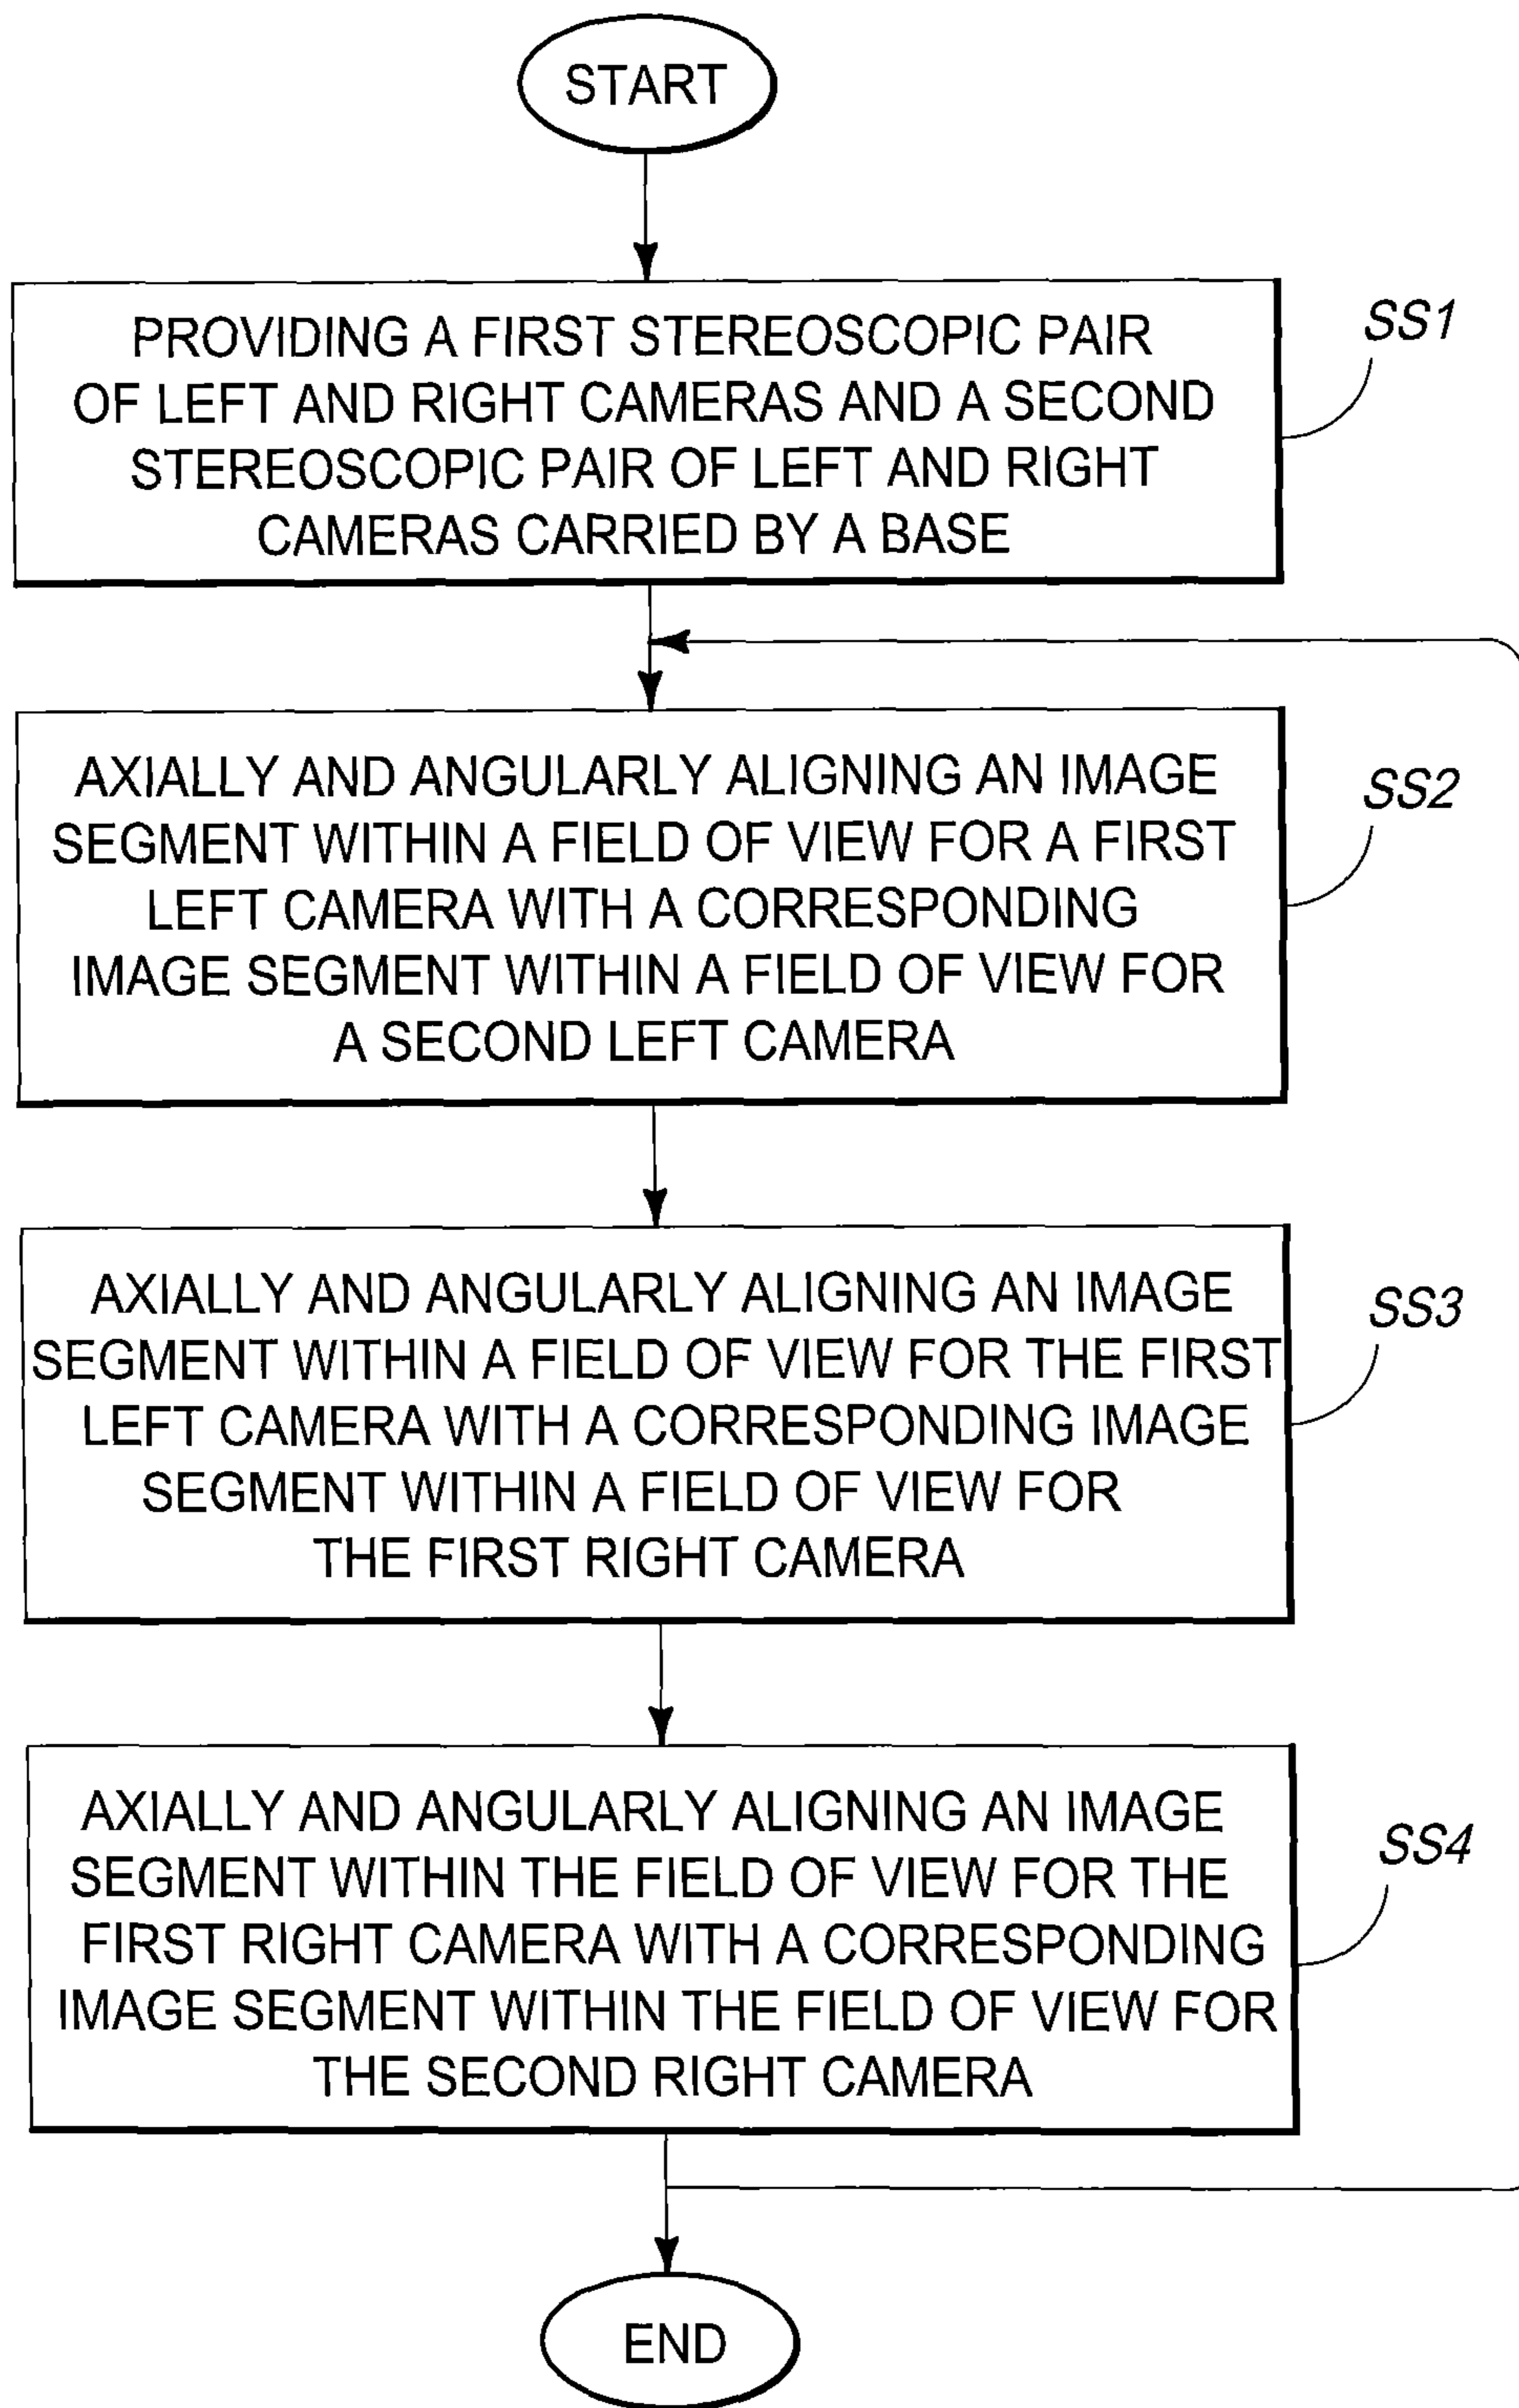 START
PROVIDING A FIRST STEREOSCOPIC PAIR
OF LEFT AND RIGHT CAMERAS AND A SECOND
STEREOSCOPIC PAIR OF LEFT AND RIGHT
CAMERAS CARRIED BY A BASE
SS1
AXIALLY AND ANGULARLY ALIGNING AN IMAGE
SEGMENT WITHIN A FIELD OF VIEW FOR A FIRST
LEFT CAMERA WITH A CORRESPONDING
IMAGE SEGMENT WITHIN A FIELD OF VIEW FOR
A SECOND LEFT CAMERA
SS2
AXIALLY AND ANGULARLY ALIGNING AN IMAGE
SEGMENT WITHIN A FIELD OF VIEW FOR THE FIRST
LEFT CAMERA WITH A CORRESPONDING IMAGE
SEGMENT WITHIN A FIELD OF VIEW FOR
THE FIRST RIGHT CAMERA
SS3
AXIALLY AND ANGULARLY ALIGNING AN IMAGE
SEGMENT WITHIN THE FIELD OF VIEW FOR THE
FIRST RIGHT CAMERA WITH A CORRESPONDING
IMAGE SEGMENT WITHIN THE FIELD OF VIEW FOR
THE SECOND RIGHT CAMERA
SS4
END